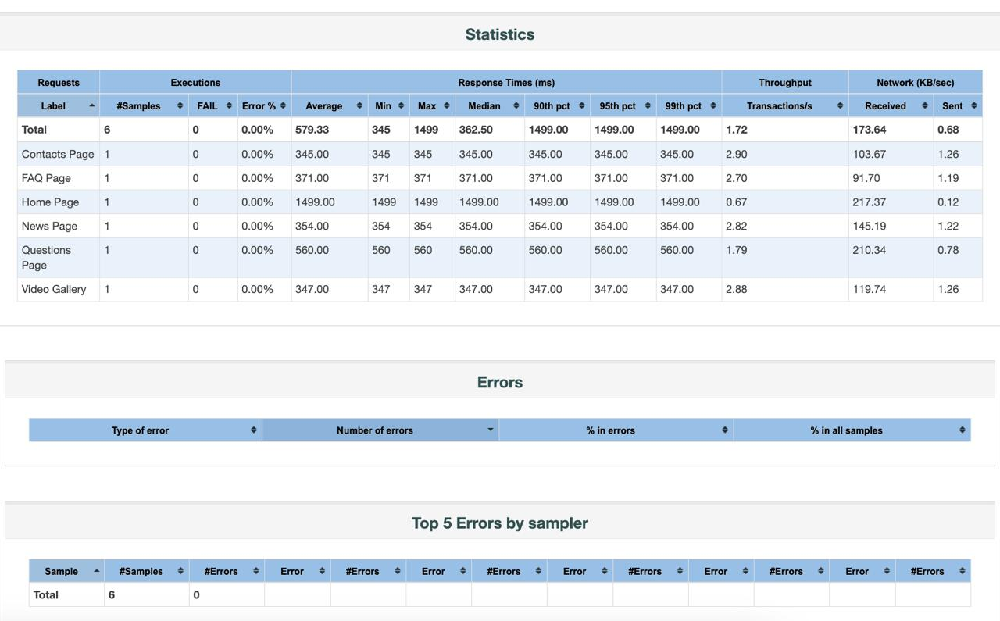 Statistics
Requests Executions Response Times (ms) Throughput Network (KB/sec)
Label #Samples FAIL Error % Average Min Max Median 90th pct 95th pct 99th pct Transactions/s Received Sent
Total 6 0 0.00% 579.33 345 1499 362.50 1499.00 1499.00 1499.00 1.72 173.64 0.68
Contacts Page 1 0 0.00% 345.00 345 345 345.00 345.00 345.00 345.00 2.90 103.67 1.26
FAQ Page 1 0 0.00% 371.00 371 371 371.00 371.00 371.00 371.00 2.70 91.70 1.19
Home Page 1 0 0.00% 1499.00 1499 1499 1499.00 1499.00 1499.00 1499.00 0.67 217.37 0.12
News Page 1 0 0.00% 354.00 354 354 354.00 354.00 354.00 354.00 2.82 145.19 1.22
Questions 1 0 0.00% 560.00 560 560 560.00 560.00 560.00 560.00 1.79 210.34 0.78
Page
Video Gallery 1 0 0.00% 347.00 347 347 347.00 347.00 347.00 347.00 2.88 119.74 1.26
Errors
Type of error Number of errors % in errors % in all samples
Top 5 Errors by sampler
Sample #Samples #Errors Error #Errors Error #Errors Error #Errors Error #Errors Error #Errors
Total 6 0